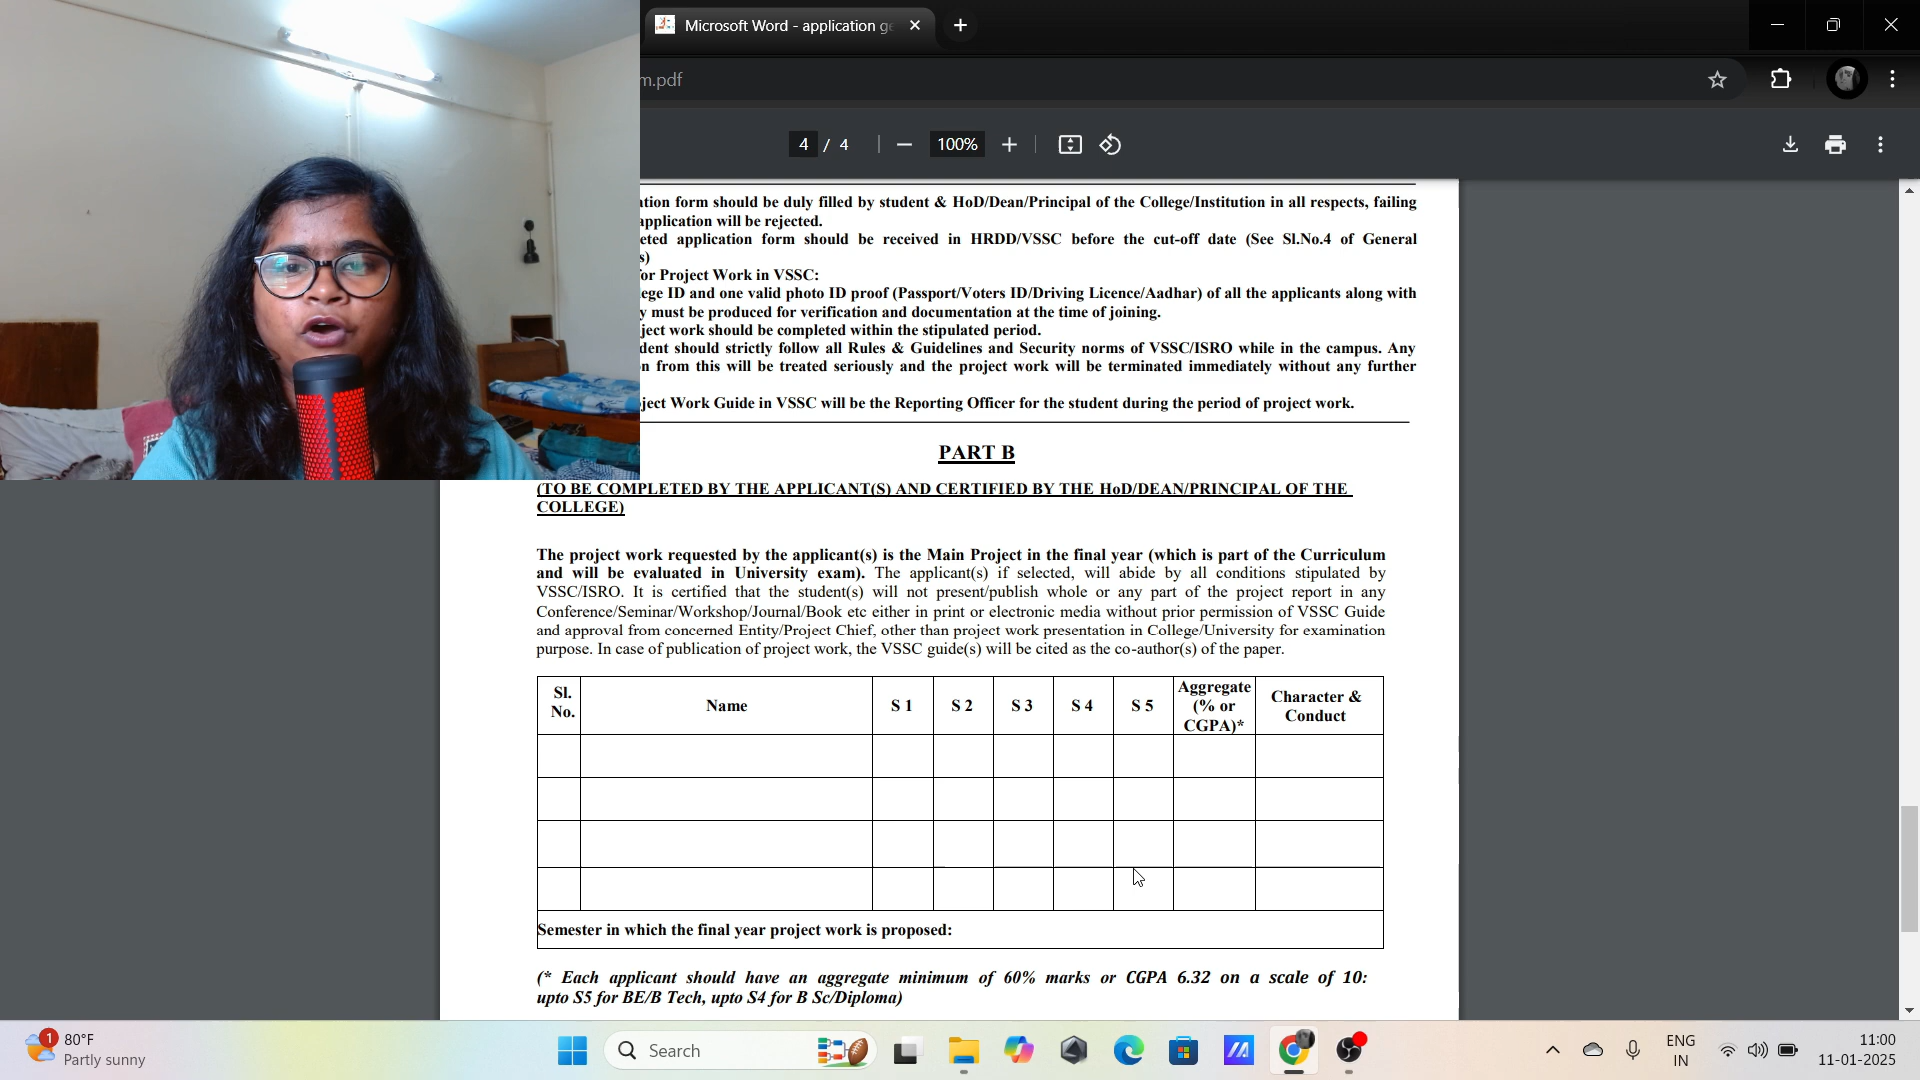 Microsoft Word - application ge
m.pdf
4 / 4
100%
tion form should be duly filled by student & HoD/Dean/Principal of the College/Institution in all respects, failing
application will be rejected.
eted application form should be received in HRDD/VSSC before the cut-off date (See Sl.No.4 of General
s)
or Project Work in VSSC:
ege ID and one valid photo ID proof (Passport/Voters ID/Driving Licence/Aadhar) of all the applicants along with
y must be produced for verification and documentation at the time of joining.
ject work should be completed within the stipulated period.
dent should strictly follow all Rules & Guidelines and Security norms of VSSC/ISRO while in the campus. Any
n from this will be treated seriously and the project work will be terminated immediately without any further
ject Work Guide in VSSC will be the Reporting Officer for the student during the period of project work.
PART B
(TO BE COMPLETED BY THE APPLICANT(S) AND CERTIFIED BY THE HoD/DEAN/PRINCIPAL OF THE
COLLEGE)
The project work requested by the applicant(s) is the Main Project in the final year (which is part of the Curriculum
and will be evaluated in University exam). The applicant(s) if selected, will abide by all conditions stipulated by
VSSC/ISRO. It is certified that the student(s) will not present/publish whole or any part of the project report in any
Conference/Seminar/Workshop/Journal/Book etc either in print or electronic media without prior permission of VSSC Guide
and approval from concerned Entity/Project Chief, other than project work presentation in College/University for examination
purpose. In case of publication of project work, the VSSC guide(s) will be cited as the co-author(s) of the paper.
Sl. No. Name S 1 S 2 S 3 S 4 S 5 Aggregate (% or CGPA)* Character & Conduct
Semester in which the final year project work is proposed:
(* Each applicant should have an aggregate minimum of 60% marks or CGPA 6.32 on a scale of 10:
upto S5 for BE/B Tech, upto S4 for B Sc/Diploma)
1
80°F
Partly sunny
Search
ENG
IN
11:00
11-01-2025